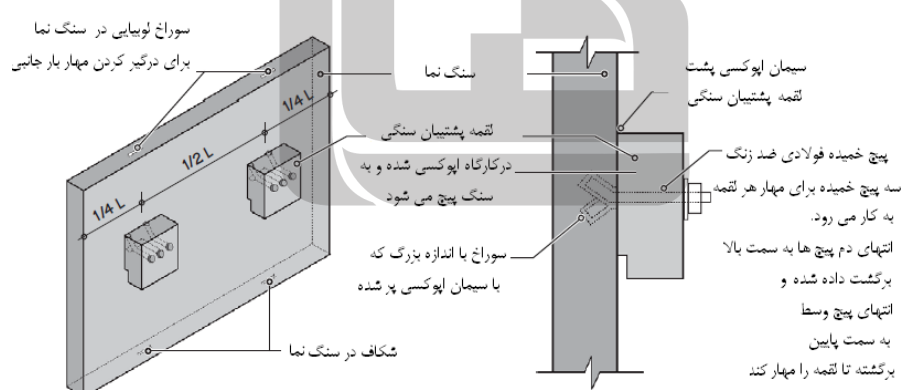 سوراخ لوبیایی در سنگ نما
برای درگیر کردن مهار بار جانبی
سنگ نما
1/4 L
1/2 L
1/4 L
لقمه پشتیبان سنگی
درکارگاه اپوکسی شده و به
سنگ پیچ می شود
سوراخ با اندازه بزرگ که
با سیمان اپوکسی پر شده
شکاف در سنگ نما
سیمان اپوکسی پشت
لقمه پشتیبان سنگی
پیچ خمیده فولادی ضد زنگ
سه پیچ خمیده برای مهار هر لقمه
به کار می رود.
انتهای دم پیچ ها به سمت بالا
برگشت داده شده و
انتهای پیچ وسط
به سمت پایین
برگشته تا لقمه را مهار کند